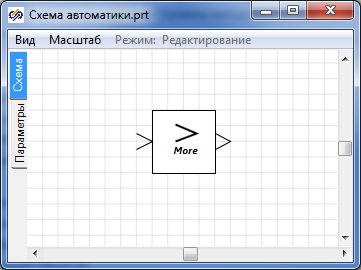 Схема автоматики.prt
Вид Масштаб Режим: Редактирование
Схема
Параметры
>
More